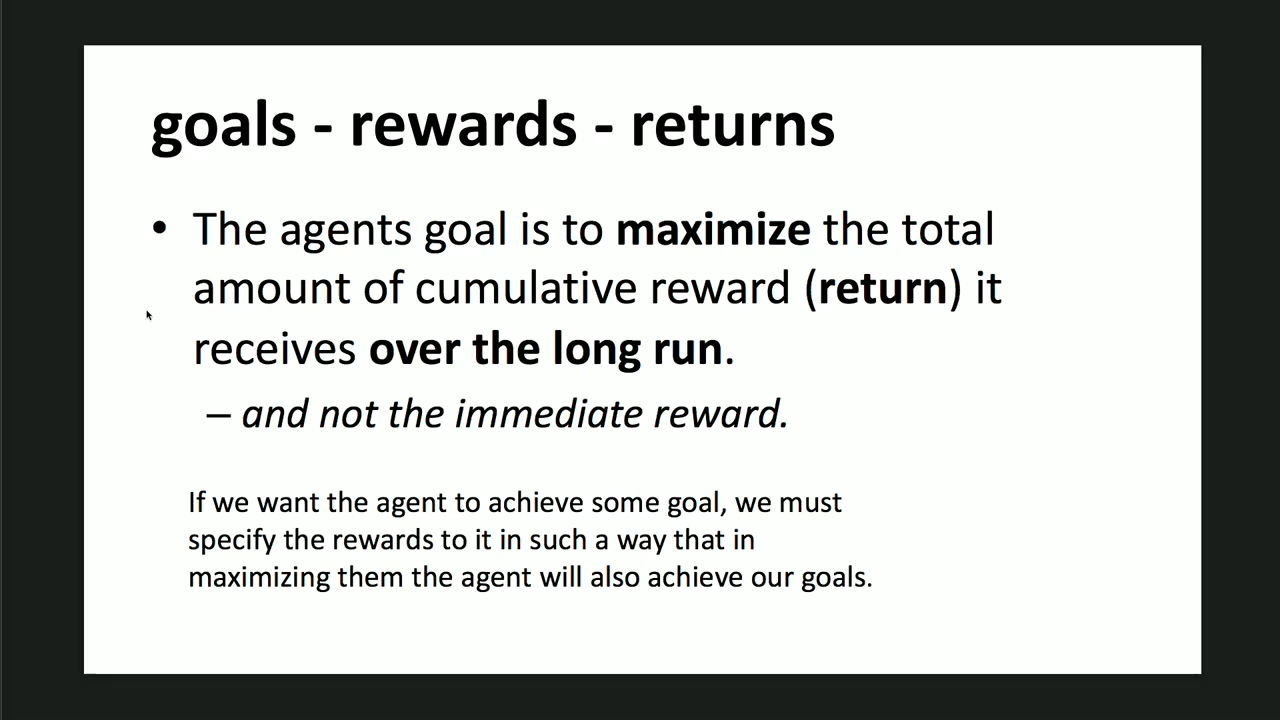 goals - rewards - returns
• The agents goal is to maximize the total
amount of cumulative reward (return) it
receives over the long run.
– and not the immediate reward.
If we want the agent to achieve some goal, we must
specify the rewards to it in such a way that in
maximizing them the agent will also achieve our goals.